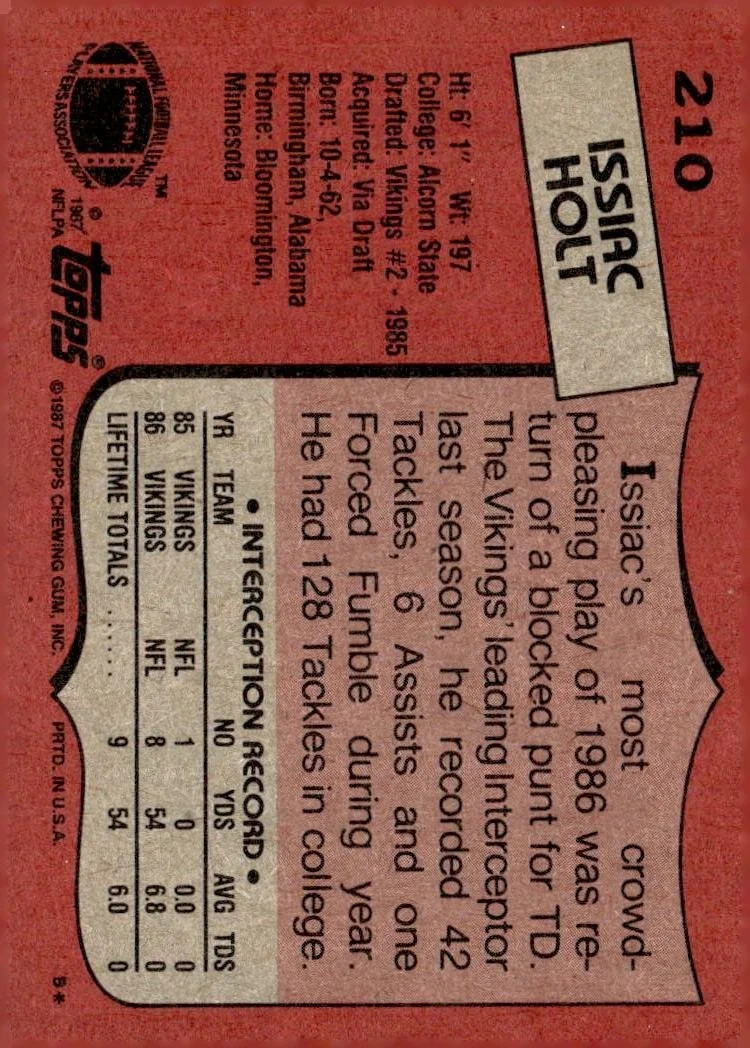 210
ISSIAC
HOLT
Ht: 6' 1" Wt: 197
College: Alcorn State
Drafted: Vikings #2 - 1985
Acquired: Via Draft
Born: 10-4-62,
Birmingham, Alabama
Home: Bloomington,
Minnesota
NATIONAL FOOTBALL LEAGUE
PLAYERS ASSOCIATION
TM
© 1987
NFLPA
topps®
Issiac's most crowd-
pleasing play of 1986 was re-
turn of a blocked punt for TD.
The Vikings' leading Interceptor
last season, he recorded 42
Tackles, 6 Assists and one
Forced Fumble during year.
He had 128 Tackles in college.
• INTERCEPTION RECORD •
YR TEAM NO YDS AVG TDS
85 VIKINGS NFL 1 0 0.0 0
86 VIKINGS NFL 8 54 6.8 0
LIFETIME TOTALS ...... 9 54 6.0 0
© 1987 TOPPS CHEWING GUM, INC. PRTD. IN U.S.A. B*